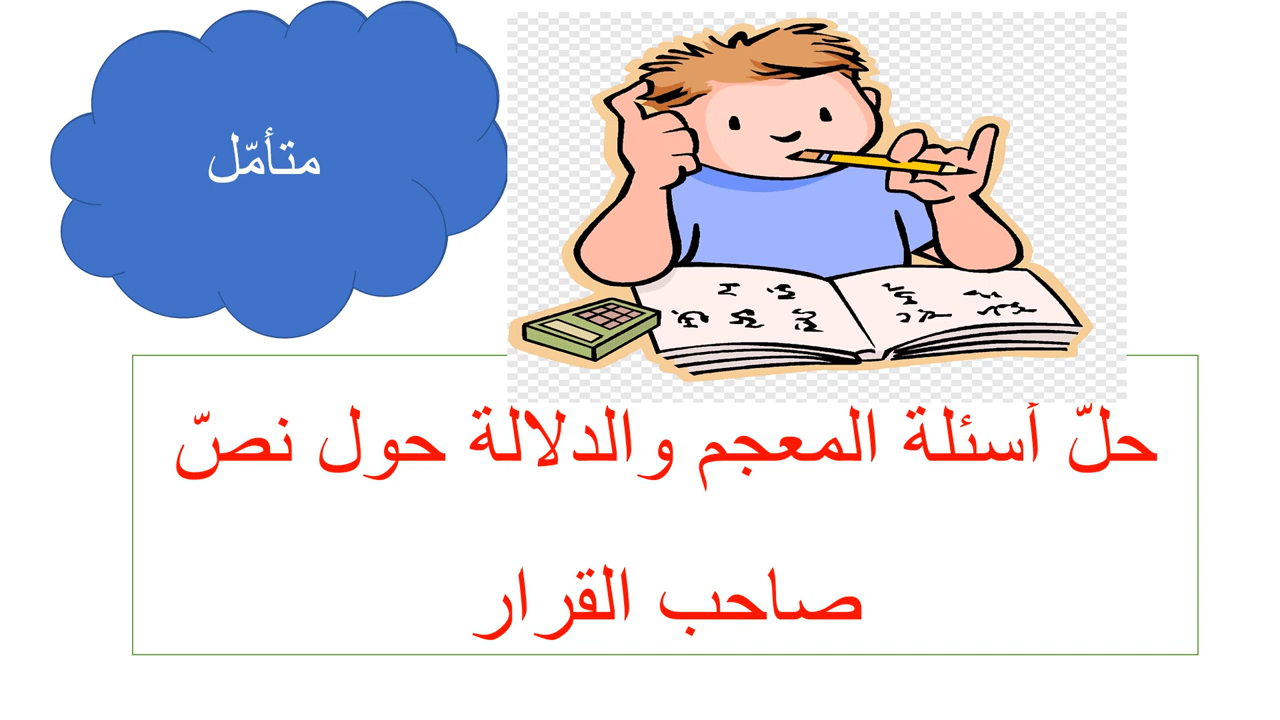 متأمّل
حلّ أسئلة المعجم والدلالة حول نصّ
صاحب القرار